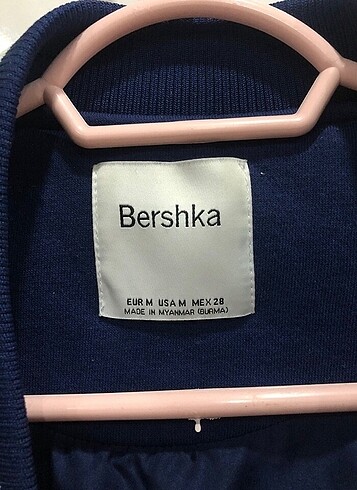 Bershka
EUR M USA M MEX 28
MADE IN MYANMAR (BURMA)